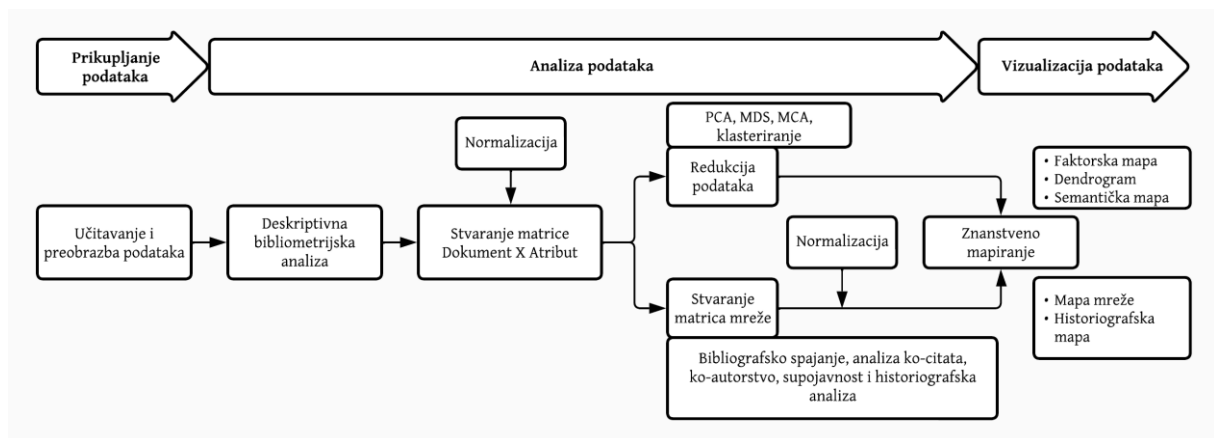 Prikupljanje
podataka
Analiza podataka
Vizualizacija podataka
PCA, MDS, MCA,
klasteriranje
Normalizacija
Redukcija
podataka
• Faktorska mapa
• Dendrogram
• Semantička mapa
Učitavanje i
preobrazba podataka
Deskriptivna
bibliometrijska
analiza
Stvaranje matrice
Dokument X Atribut
Normalizacija
Znanstveno
mapiranje
Stvaranje
matrica mreže
• Mapa mreže
• Historiografska
mapa
Bibliografsko spajanje, analiza ko-citata,
ko-autorstvo, supojavnost i historiografska
analiza